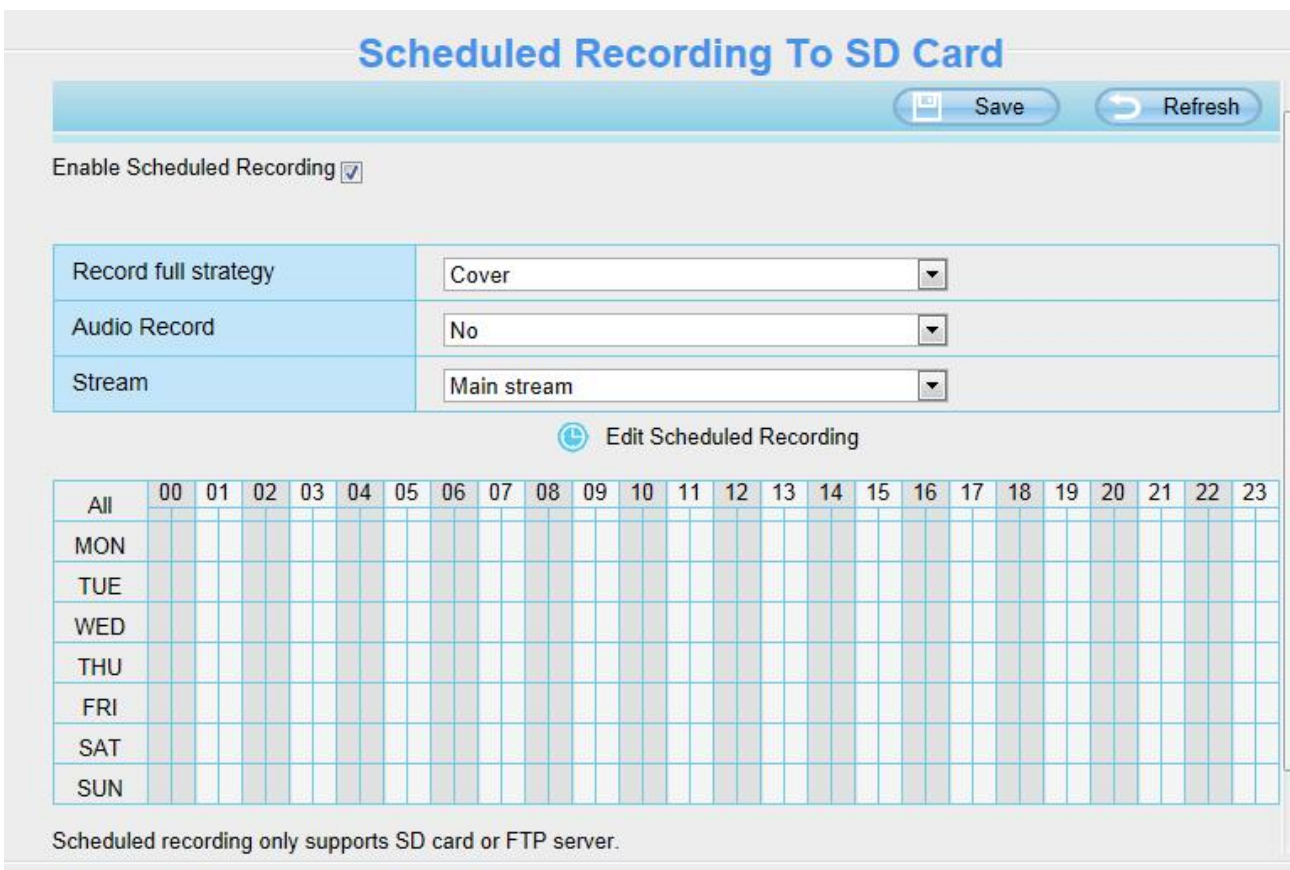 Scheduled Recording To SD Card
Save Refresh
Enable Scheduled Recording
Record full strategy Cover
Audio Record No
Stream Main stream
Edit Scheduled Recording
All 00 01 02 03 04 05 06 07 08 09 10 11 12 13 14 15 16 17 18 19 20 21 22 23
MON
TUE
WED
THU
FRI
SAT
SUN
Scheduled recording only supports SD card or FTP server.